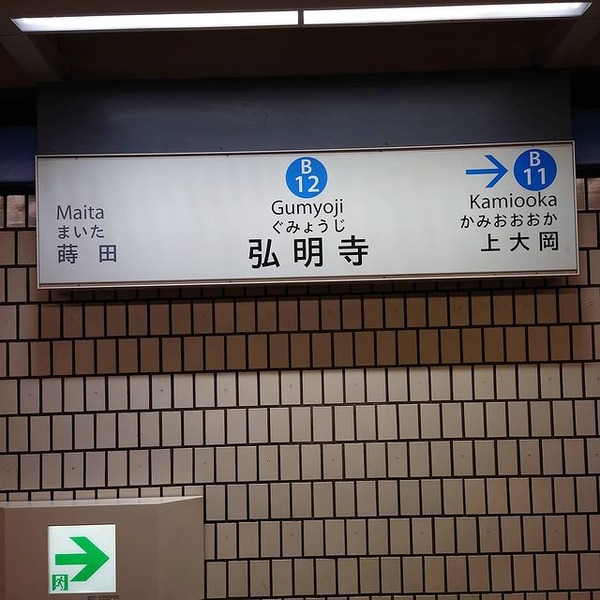 Maita
まいた
蒔田
B
12
Gumyoji
ぐみょうじ
弘明寺
B
11
Kamiooka
かみおおおか
上大岡